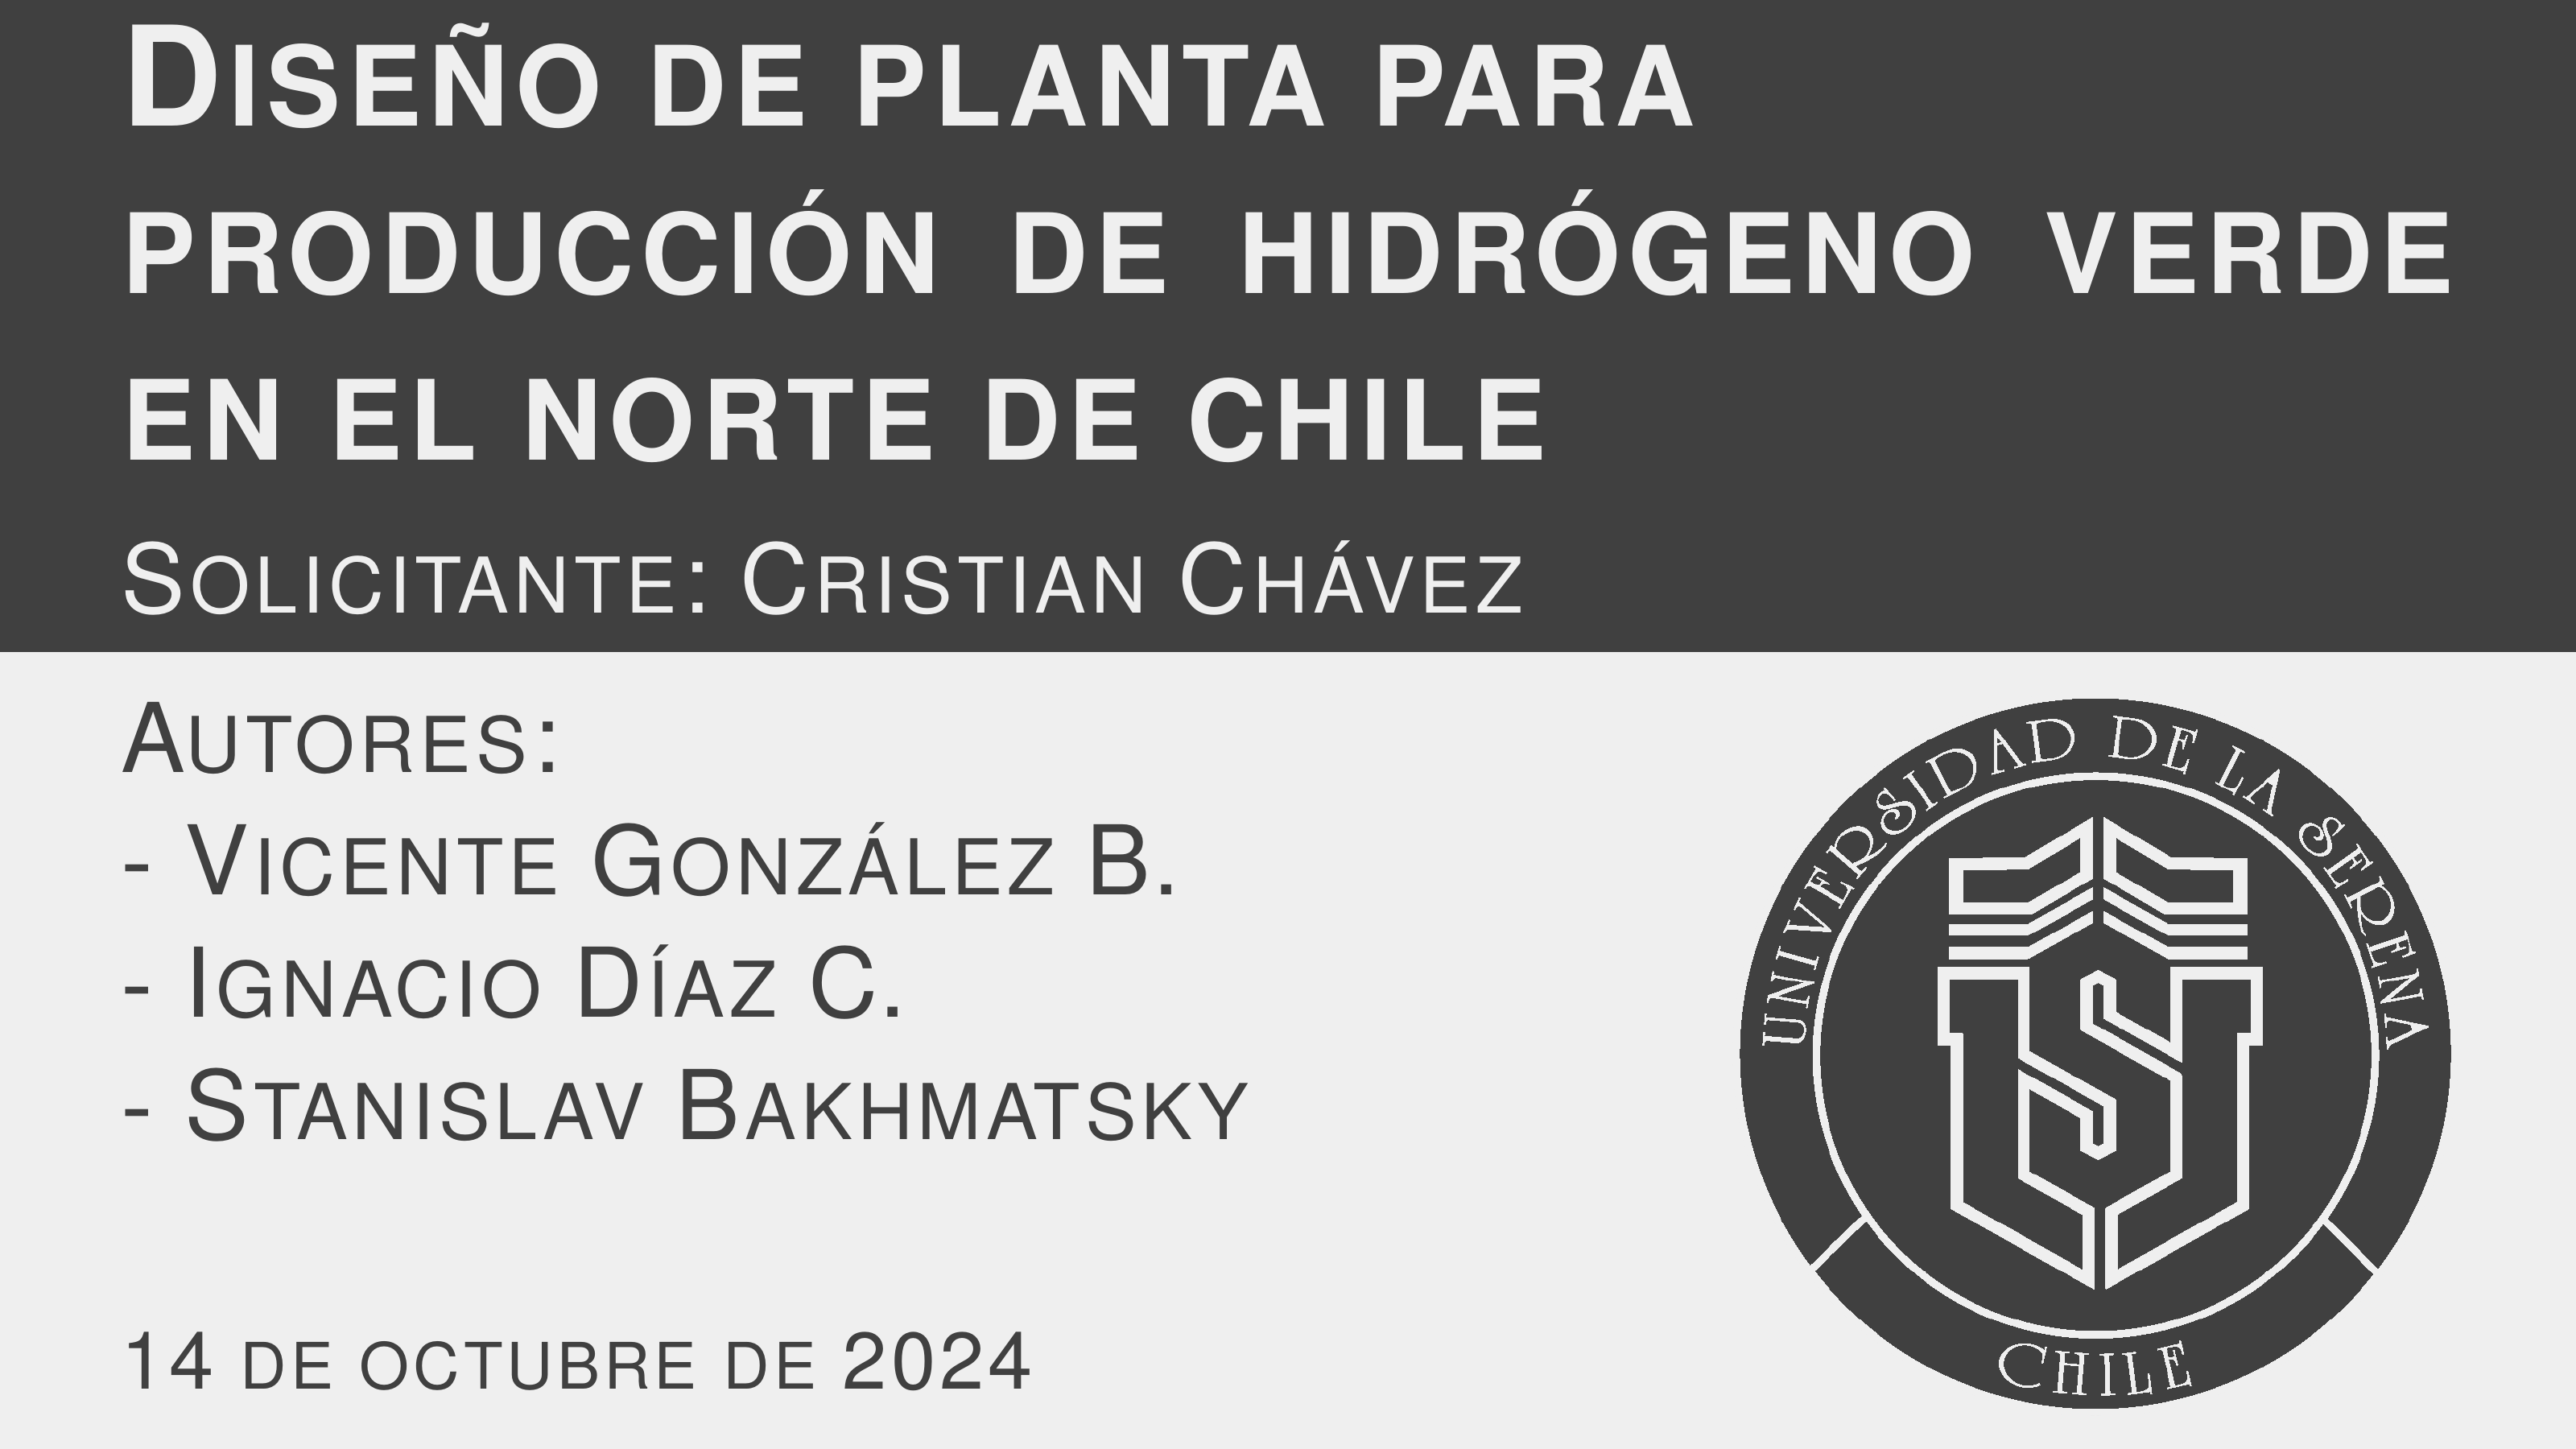 Diseño de planta para
producción de hidrógeno verde
en el norte de Chile
Solicitante: Cristian Chávez
Autores:
- Vicente González B.
- Ignacio Díaz C.
- Stanislav Bakhmatsky
14 de octubre de 2024
UNIVERSIDAD DE LA SERENA
CHILE